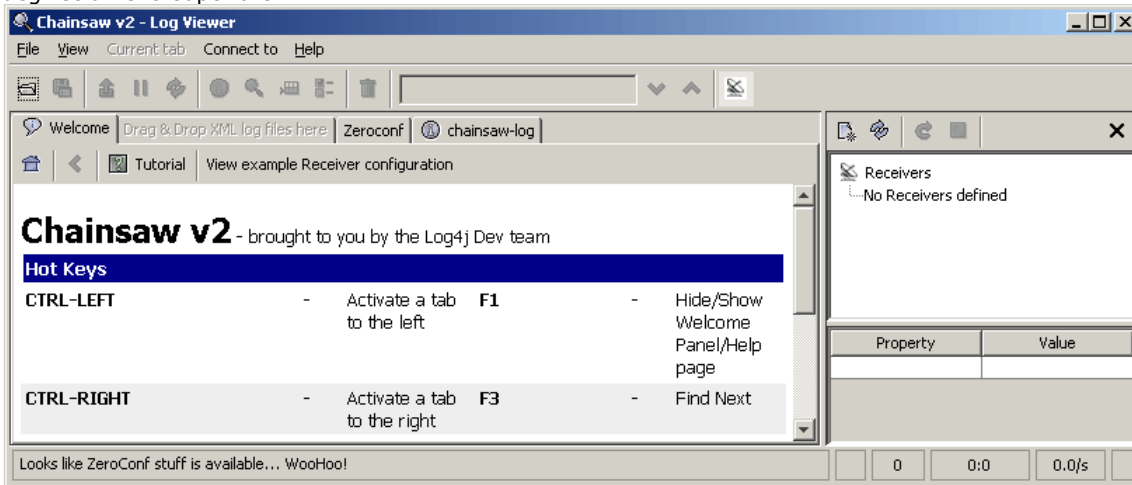 Chainsaw v2 - Log Viewer
File View Current tab Connect to Help
Welcome Drag & Drop XML log files here Zeroconf chainsaw-log
Tutorial View example Receiver configuration
Receivers
No Receivers defined
Chainsaw v2 - brought to you by the Log4j Dev team
Hot Keys
CTRL-LEFT - Activate a tab to the left F1 - Hide/Show Welcome Panel/Help page
CTRL-RIGHT - Activate a tab to the right F3 - Find Next
Property Value
Looks like ZeroConf stuff is available... WooHoo! 0 0:0 0.0/s